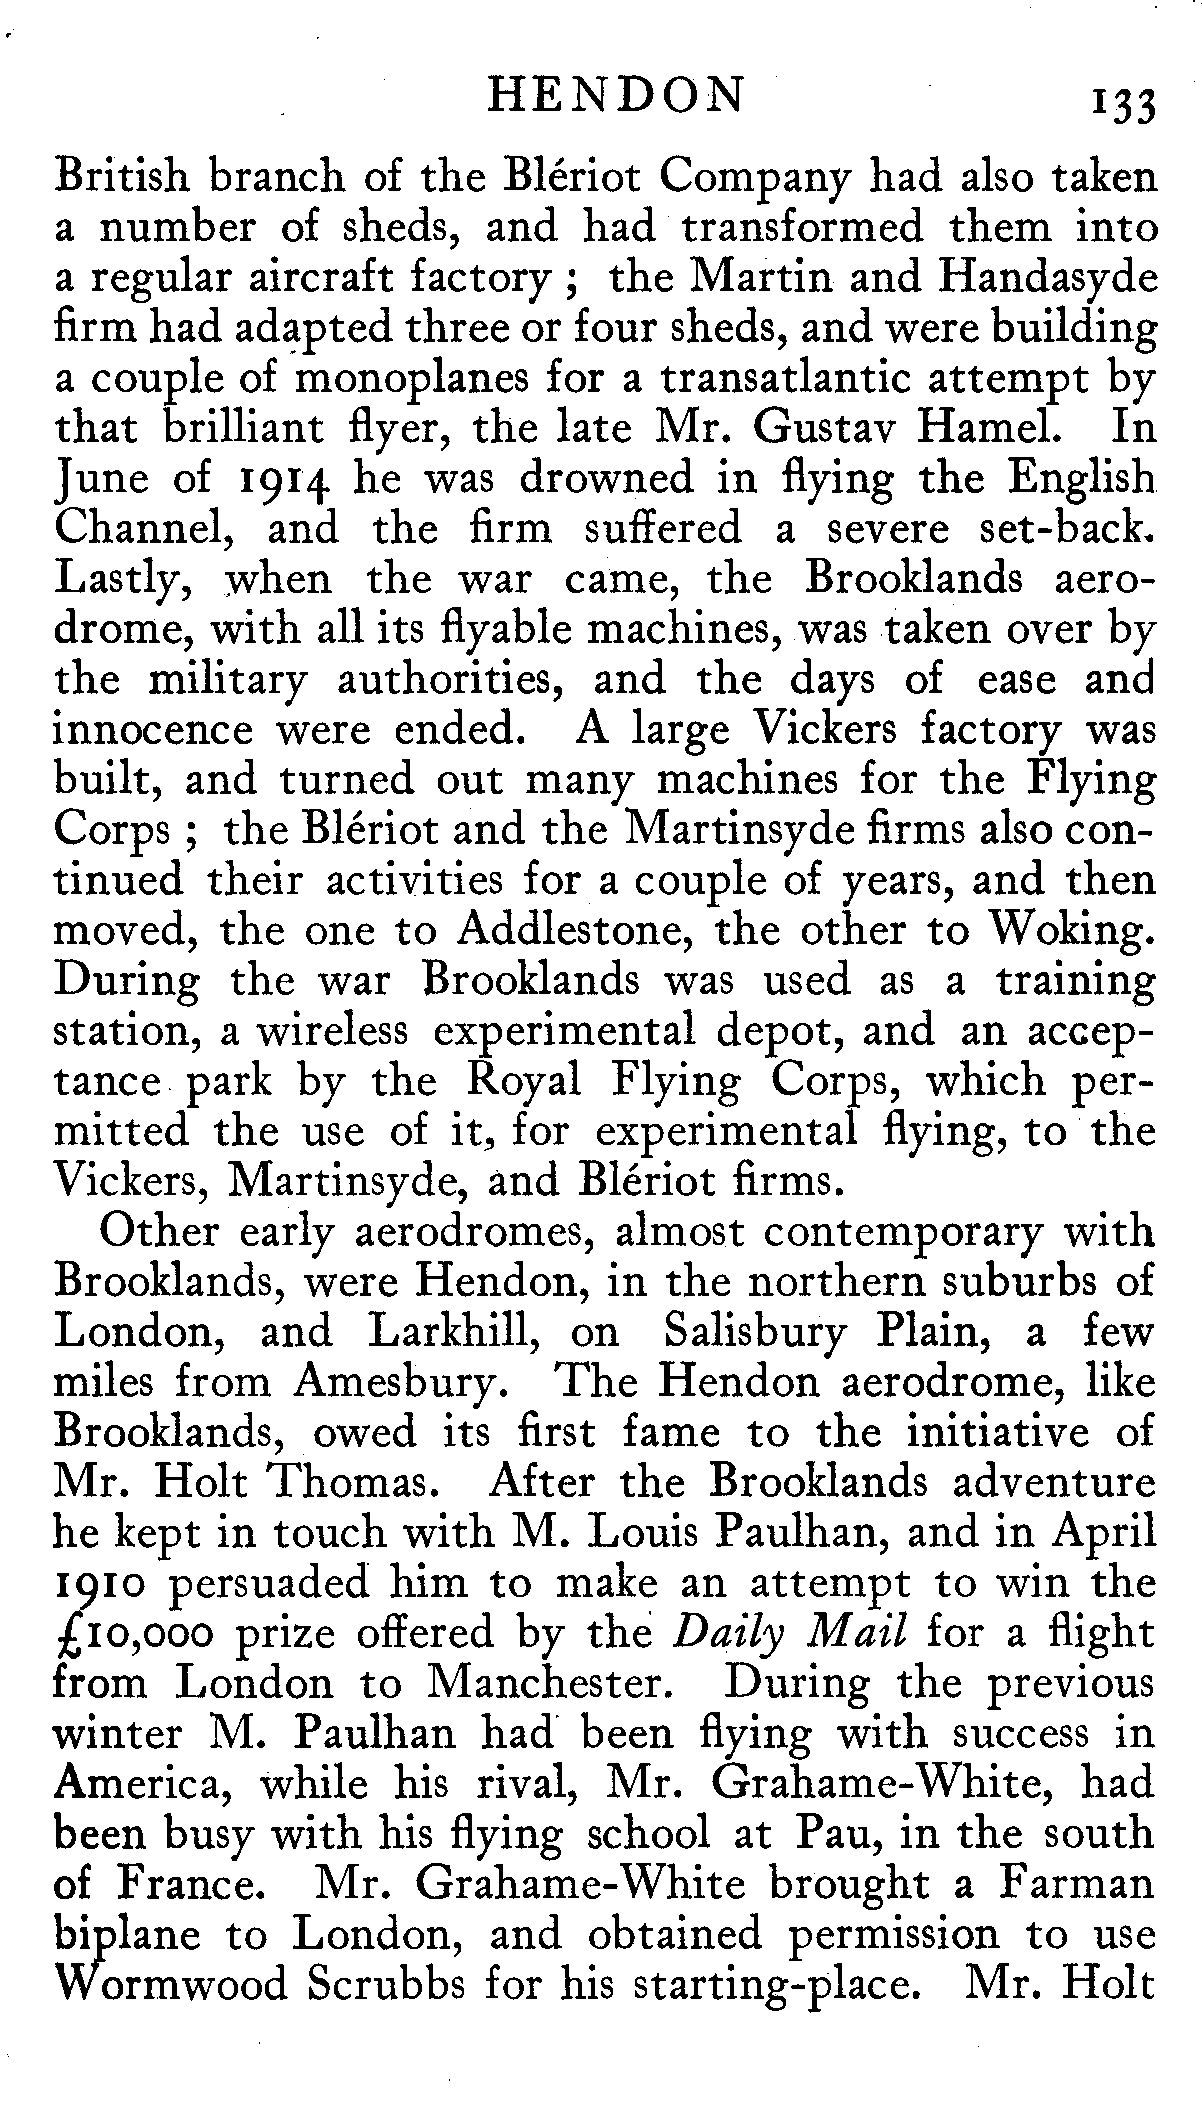 HENDON 133
British branch of the Blériot Company had also taken
a number of sheds, and had transformed them into
a regular aircraft factory ; the Martin and Handasyde
firm had adapted three or four sheds, and were building
a couple of monoplanes for a transatlantic attempt by
that brilliant flyer, the late Mr. Gustav Hamel. In
June of 1914 he was drowned in flying the English
Channel, and the firm suffered a severe set-back.
Lastly, when the war came, the Brooklands aero-
drome, with all its flyable machines, was taken over by
the military authorities, and the days of ease and
innocence were ended. A large Vickers factory was
built, and turned out many machines for the Flying
Corps ; the Blériot and the Martinsyde firms also con-
tinued their activities for a couple of years, and then
moved, the one to Addlestone, the other to Woking.
During the war Brooklands was used as a training
station, a wireless experimental depot, and an accep-
tance park by the Royal Flying Corps, which per-
mitted the use of it, for experimental flying, to the
Vickers, Martinsyde, and Blériot firms.
Other early aerodromes, almost contemporary with
Brooklands, were Hendon, in the northern suburbs of
London, and Larkhill, on Salisbury Plain, a few
miles from Amesbury. The Hendon aerodrome, like
Brooklands, owed its first fame to the initiative of
Mr. Holt Thomas. After the Brooklands adventure
he kept in touch with M. Louis Paulhan, and in April
1910 persuaded him to make an attempt to win the
£10,000 prize offered by the Daily Mail for a flight
from London to Manchester. During the previous
winter M. Paulhan had been flying with success in
America, while his rival, Mr. Grahame-White, had
been busy with his flying school at Pau, in the south
of France. Mr. Grahame-White brought a Farman
biplane to London, and obtained permission to use
Wormwood Scrubbs for his starting-place. Mr. Holt